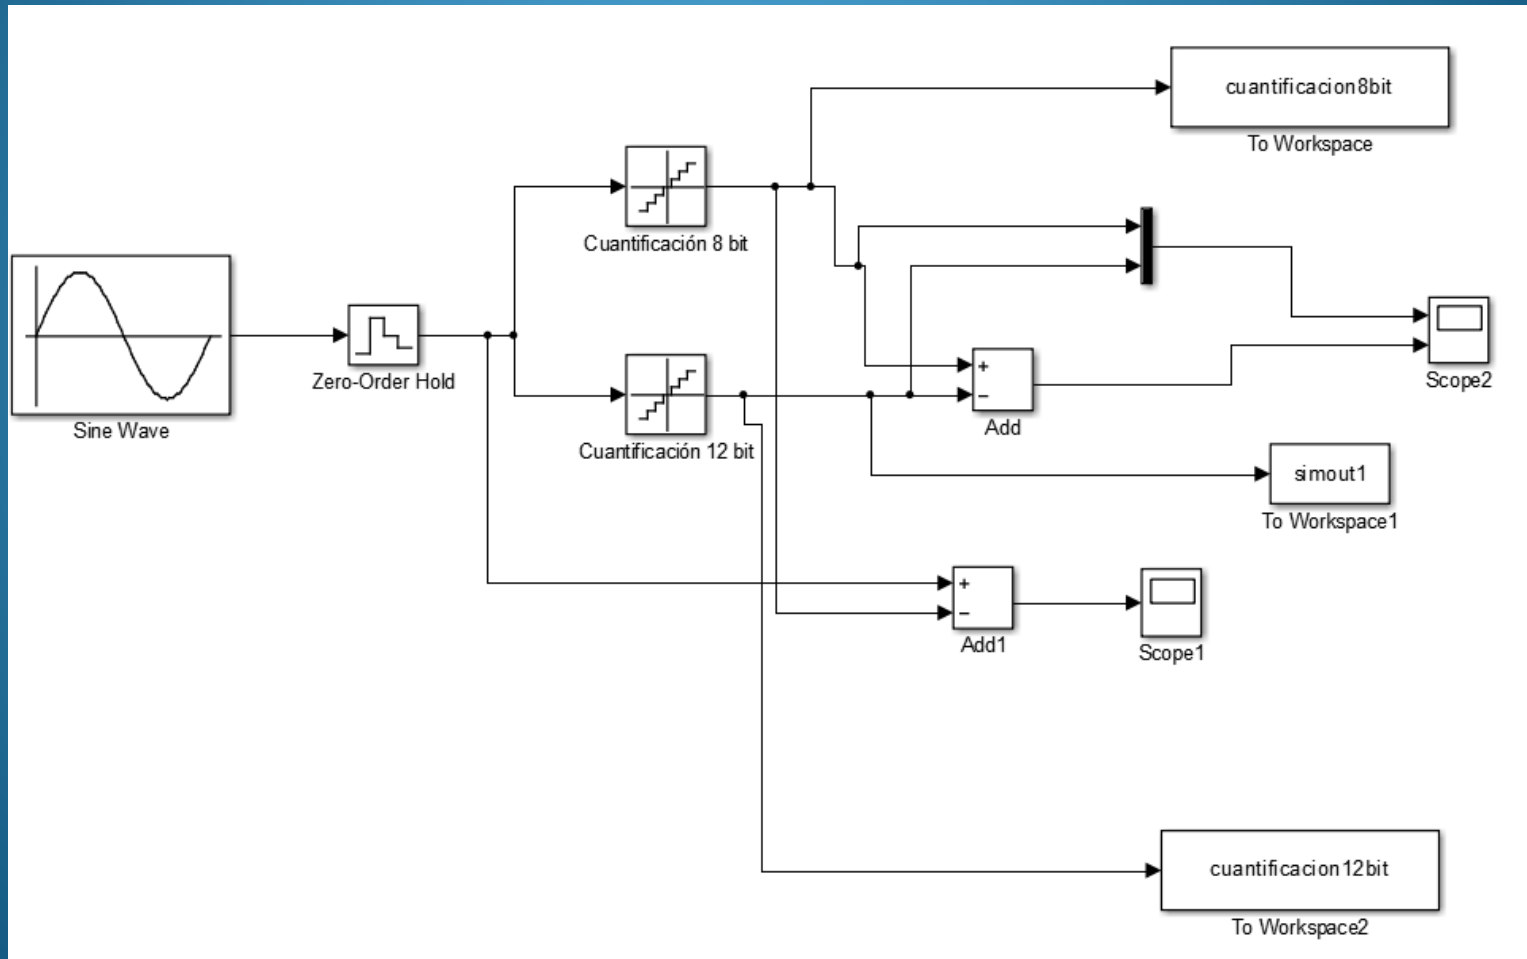 cuantificacion8bit
To Workspace
Cuantificación 8 bit
Sine Wave
Zero-Order Hold
Cuantificación 12 bit
+
−
Add
Scope2
simout1
To Workspace1
+
−
Add1
Scope1
cuantificacion12bit
To Workspace2